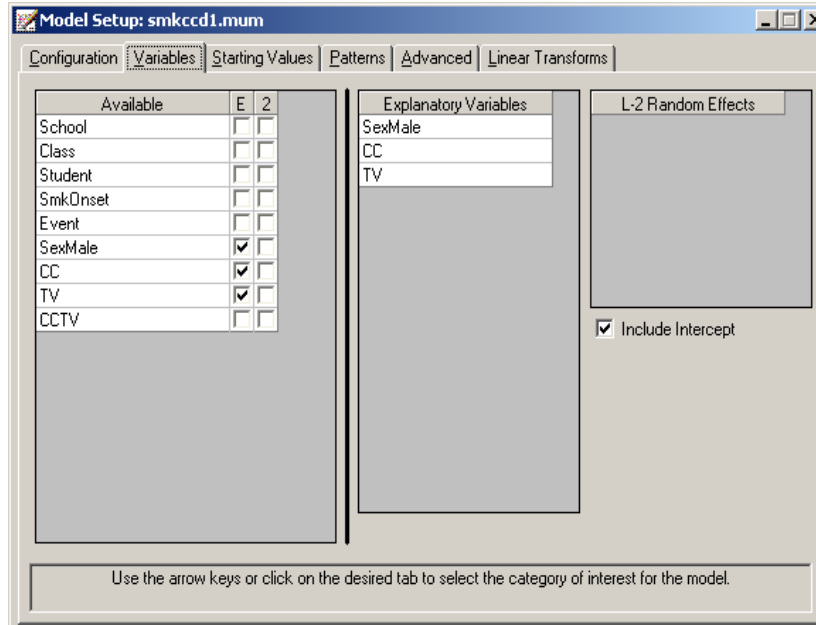 Model Setup: smkccd1.mum
Configuration Variables Starting Values Patterns Advanced Linear Transforms
Available E 2
School
Class
Student
SmkOnset
Event
SexMale
CC
TV
CCTV
Explanatory Variables
SexMale
CC
TV
L-2 Random Effects
Include Intercept
Use the arrow keys or click on the desired tab to select the category of interest for the model.